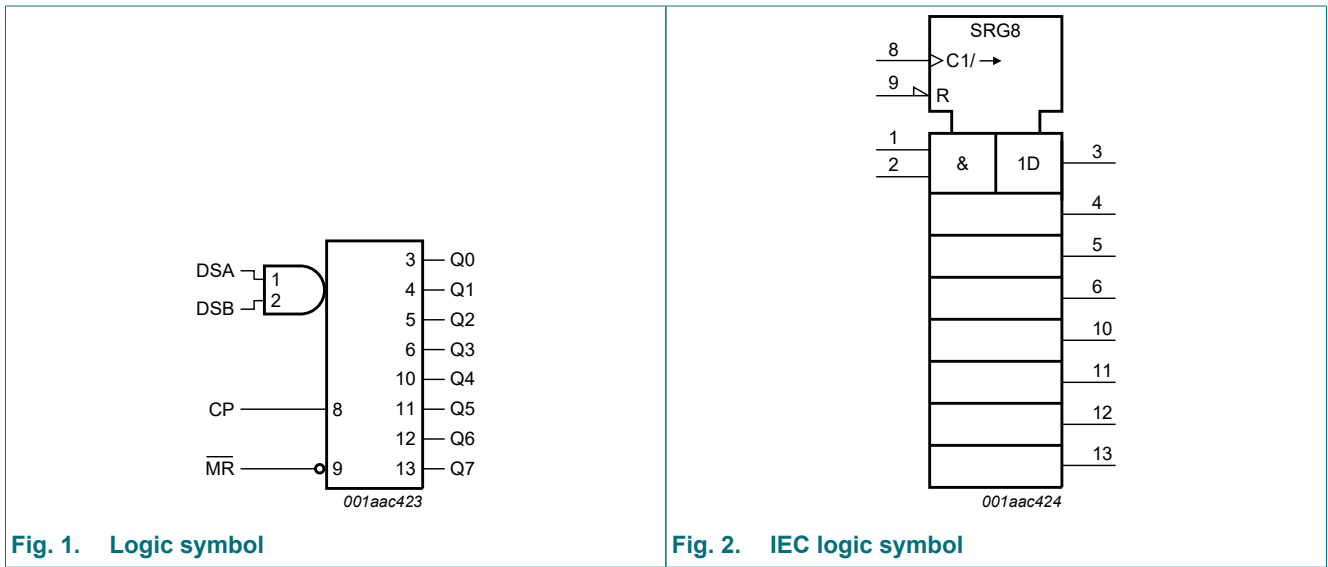 DSA
DSB
1
2
CP
8
MR
9
3 Q0
4 Q1
5 Q2
6 Q3
10 Q4
11 Q5
12 Q6
13 Q7
001aac423
Fig. 1. Logic symbol
SRG8
8
C1/ →
9
R
1
2
&
1D
3
4
5
6
10
11
12
13
001aac424
Fig. 2. IEC logic symbol